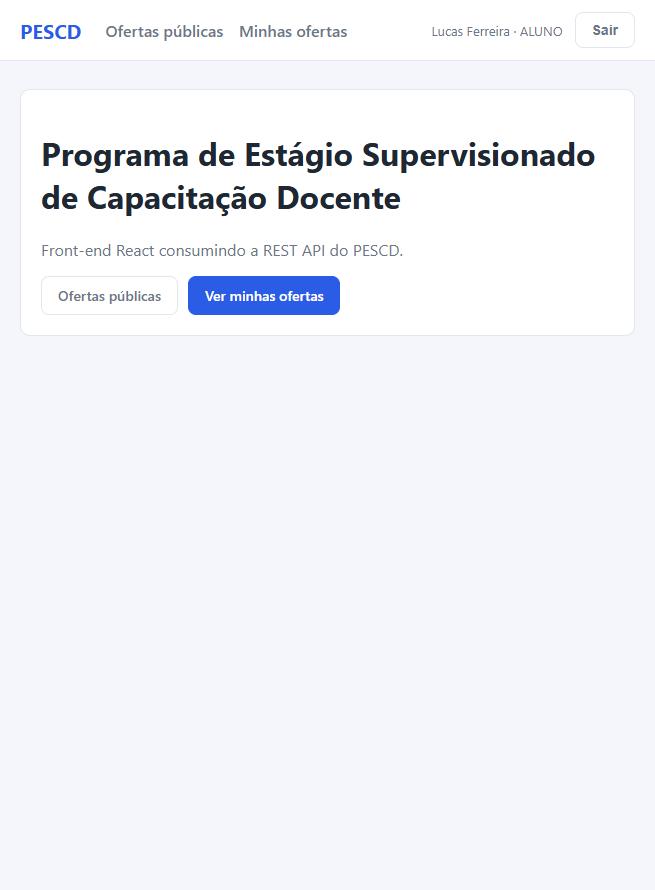 PESCD Ofertas públicas Minhas ofertas Lucas Ferreira · ALUNO Sair
Programa de Estágio Supervisionado
de Capacitação Docente
Front-end React consumindo a REST API do PESCD.
Ofertas públicas Ver minhas ofertas